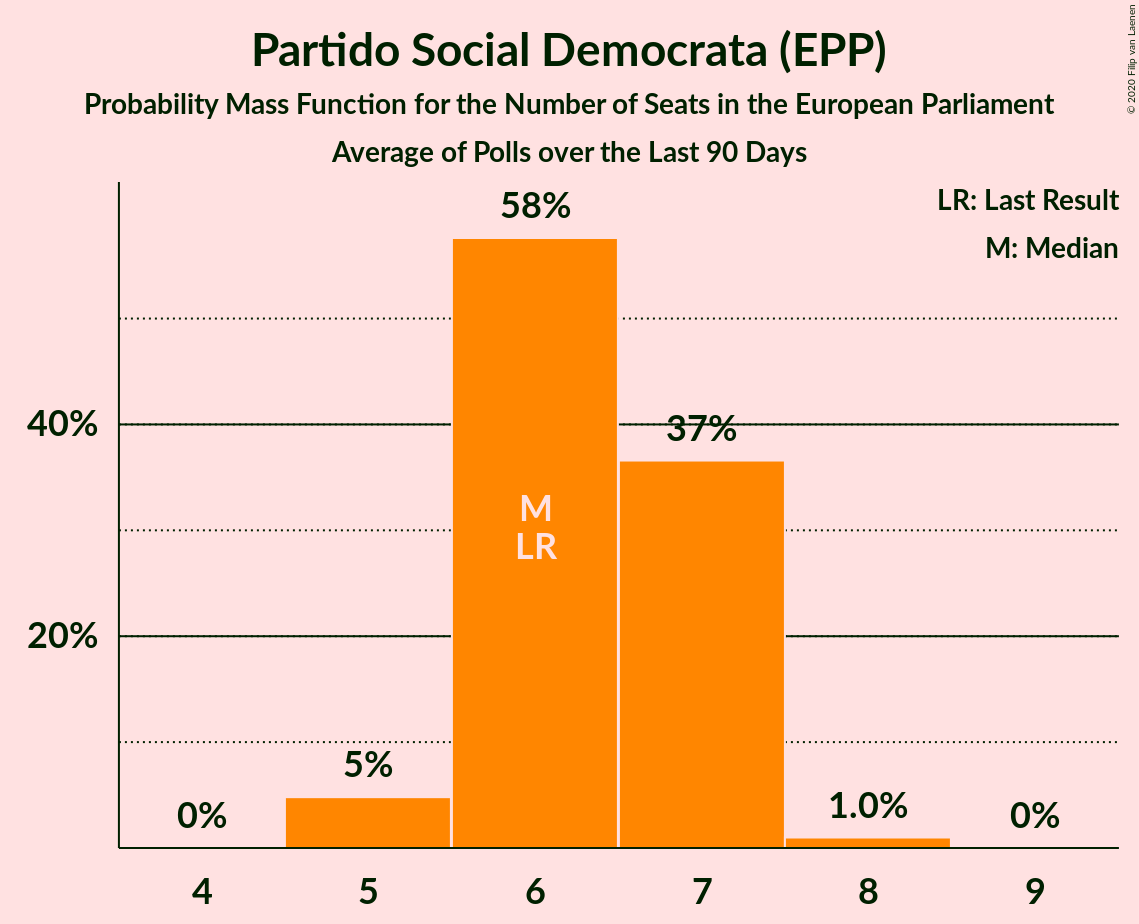 Partido Social Democrata (EPP)
Probability Mass Function for the Number of Seats in the European Parliament
Average of Polls over the Last 90 Days
© 2020 Filip van Laenen
LR: Last Result
M: Median
58%
40%
37%
M
LR
20%
5%
1.0%
0%
0%
4
5
6
7
8
9